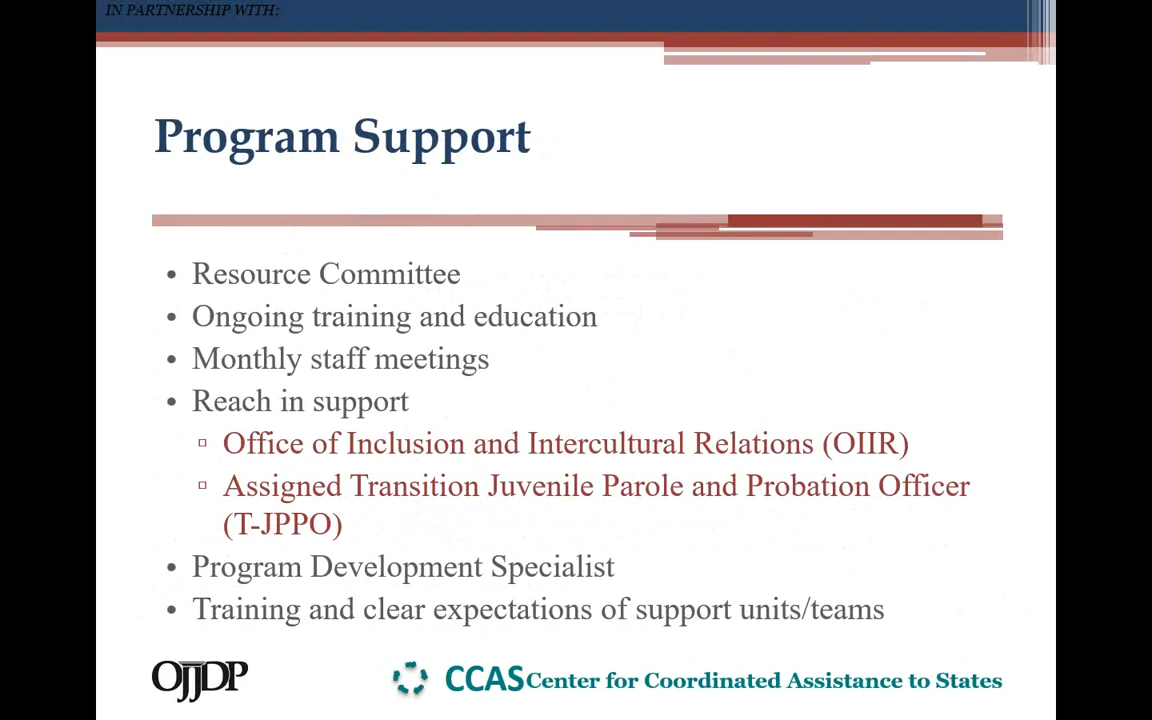 IN PARTNERSHIP WITH:
Program Support
• Resource Committee
• Ongoing training and education
• Monthly staff meetings
• Reach in support
▫ Office of Inclusion and Intercultural Relations (OIIR)
▫ Assigned Transition Juvenile Parole and Probation Officer
(T-JPPO)
• Program Development Specialist
• Training and clear expectations of support units/teams
OJJDP
CCAS Center for Coordinated Assistance to States